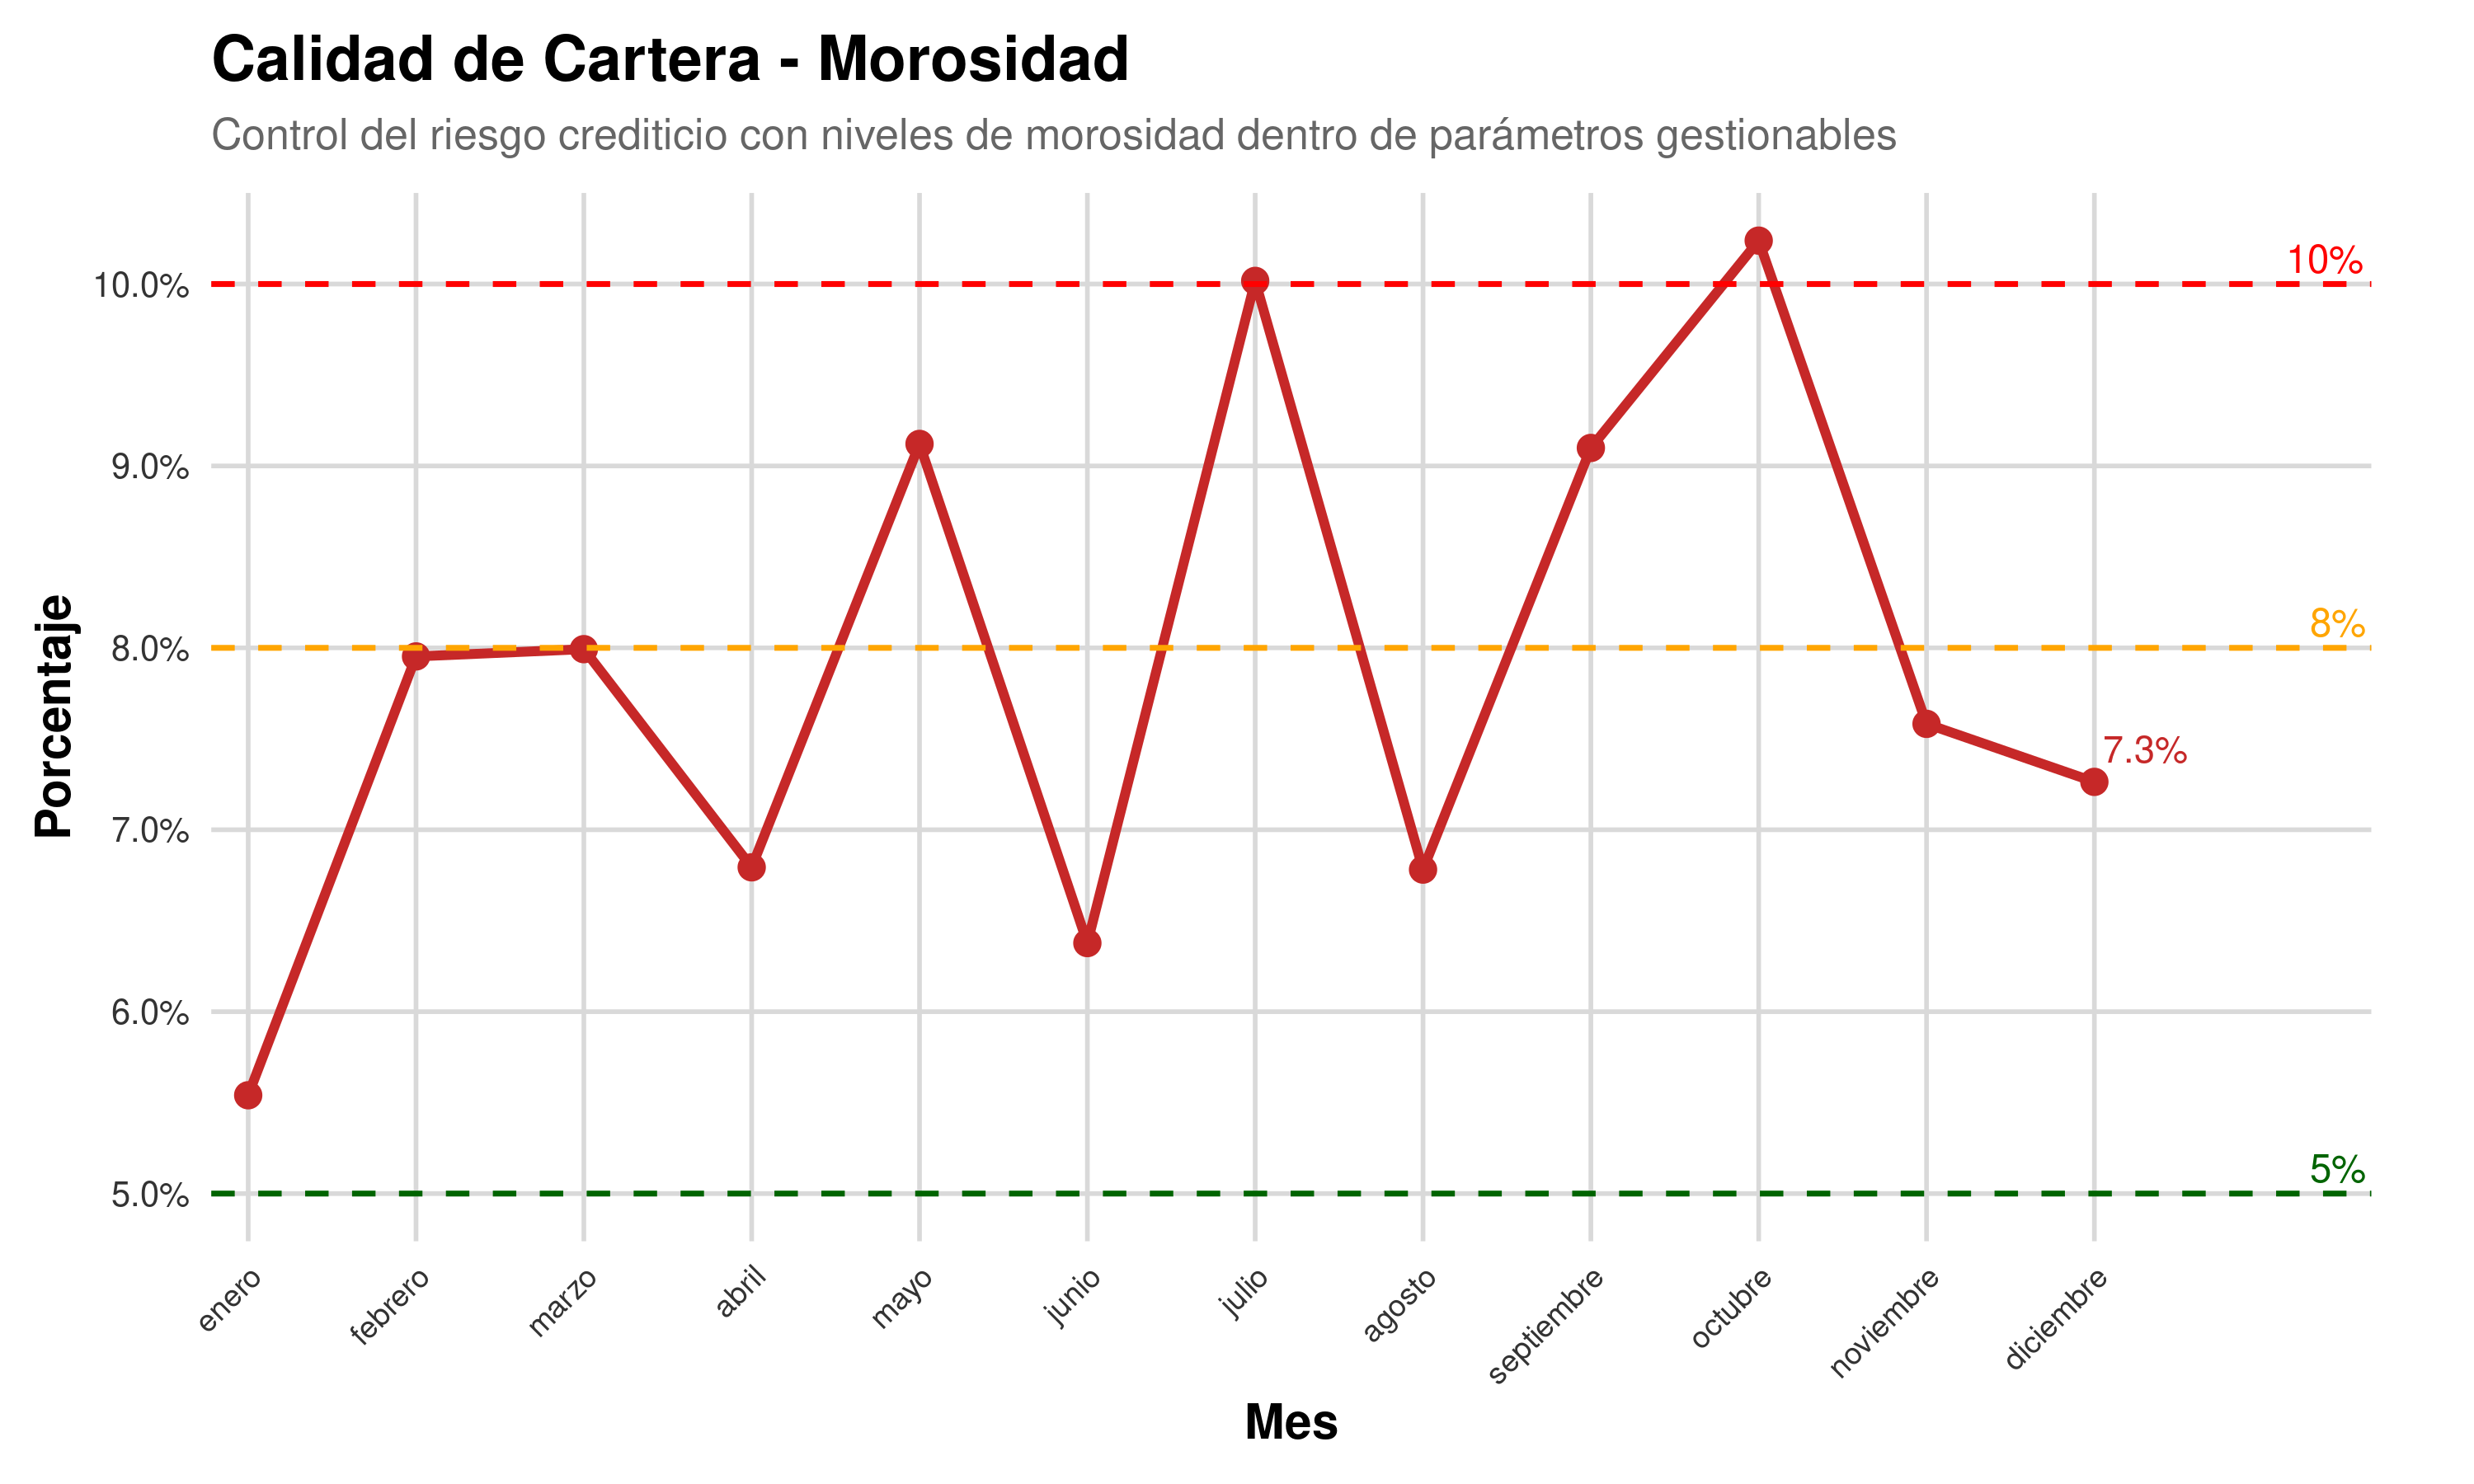 Calidad de Cartera - Morosidad
Control del riesgo crediticio con niveles de morosidad dentro de parámetros gestionables
Porcentaje
10.0%
9.0%
8.0%
7.0%
6.0%
5.0%
10%
8%
7.3%
5%
enero
febrero
marzo
abril
mayo
junio
julio
agosto
septiembre
octubre
noviembre
diciembre
Mes